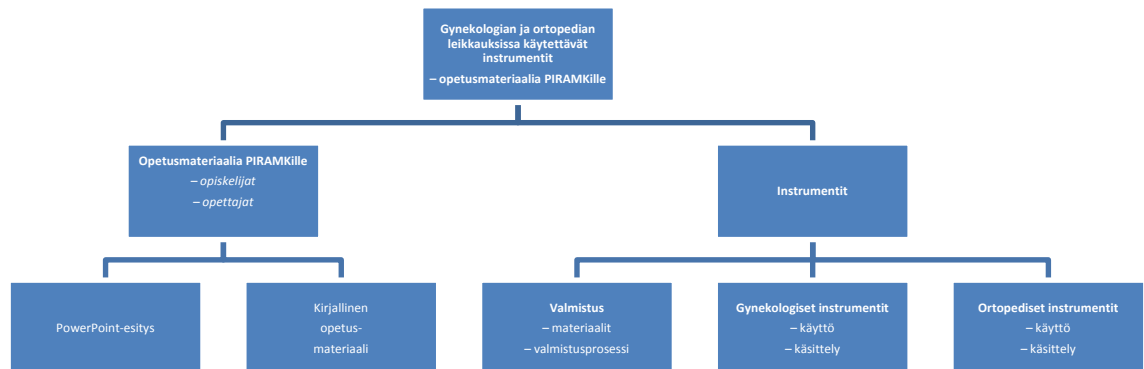 Gynekologian ja ortopedian
leikkauksissa käytettävät
instrumentit
– opetusmateriaalia PIRAMKille
Opetusmateriaalia PIRAMKille
– opiskelijat
– opettajat
Instrumentit
PowerPoint-esitys
Kirjallinen
opetus-
materiaali
Valmistus
– materiaalit
– valmistusprosessi
Gynekologiset instrumentit
– käyttö
– käsittely
Ortopediset instrumentit
– käyttö
– käsittely